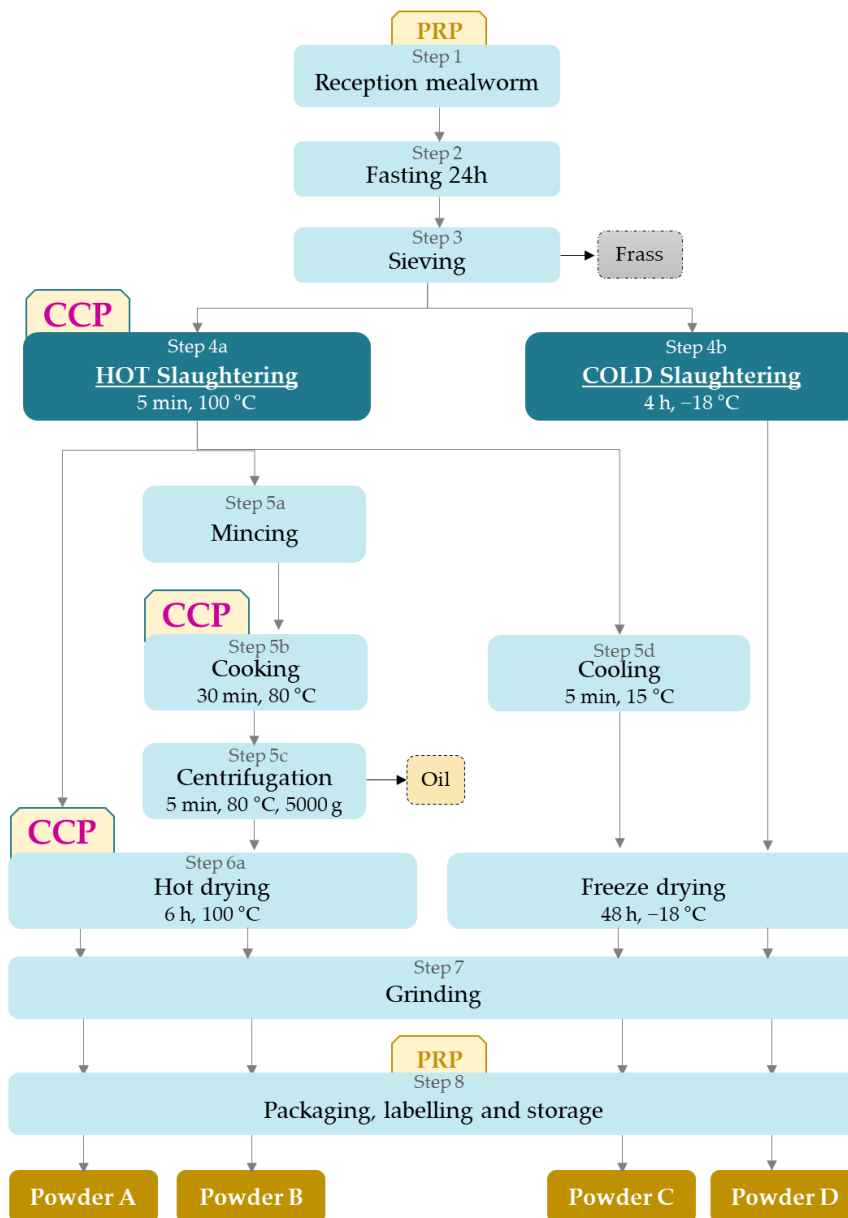 PRP
Step 1
Reception mealworm
Step 2
Fasting 24h
Step 3
Sieving
Frass
CCP
Step 4a
HOT Slaughtering
5 min, 100 °C
Step 4b
COLD Slaughtering
4 h, −18 °C
Step 5a
Mincing
CCP
Step 5b
Cooking
30 min, 80 °C
Step 5d
Cooling
5 min, 15 °C
Step 5c
Centrifugation
5 min, 80 °C, 5000 g
Oil
CCP
Step 6a
Hot drying
6 h, 100 °C
Freeze drying
48 h, −18 °C
Step 7
Grinding
PRP
Step 8
Packaging, labelling and storage
Powder A
Powder B
Powder C
Powder D